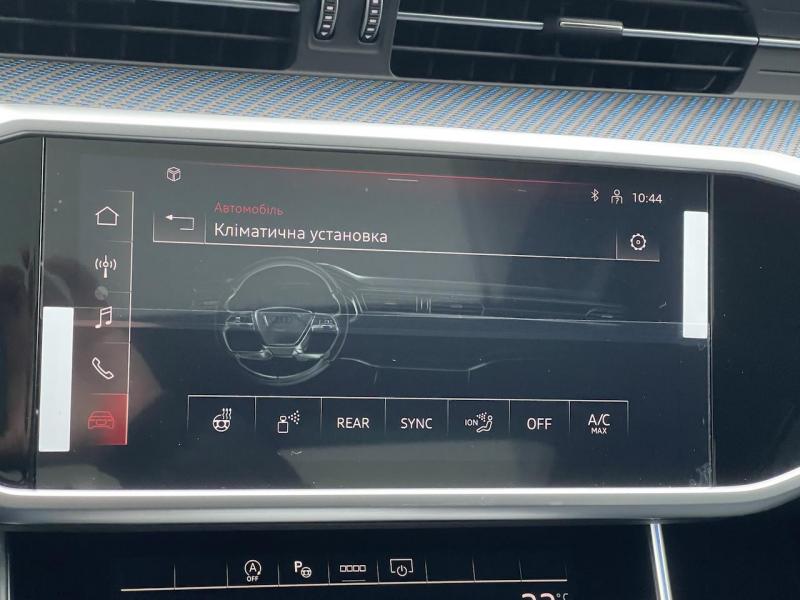 10:44
Автомобіль
Кліматична установка
REAR SYNC ION OFF A/C MAX
A OFF P
°C